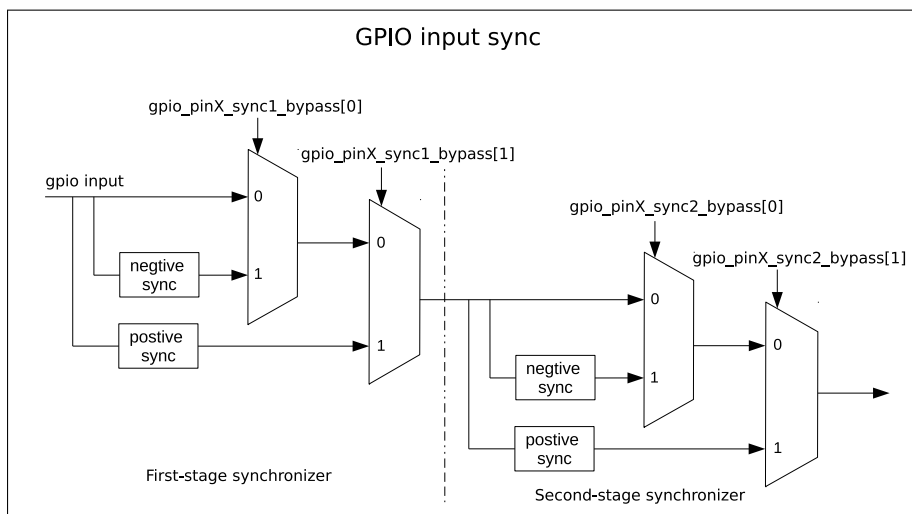 GPIO input sync
gpio_pinX_sync1_bypass[0]
gpio_pinX_sync1_bypass[1]
gpio input
0
negtive
sync
1
0
postive
sync
1
First-stage synchronizer
gpio_pinX_sync2_bypass[0]
gpio_pinX_sync2_bypass[1]
0
negtive
sync
1
0
postive
sync
1
Second-stage synchronizer